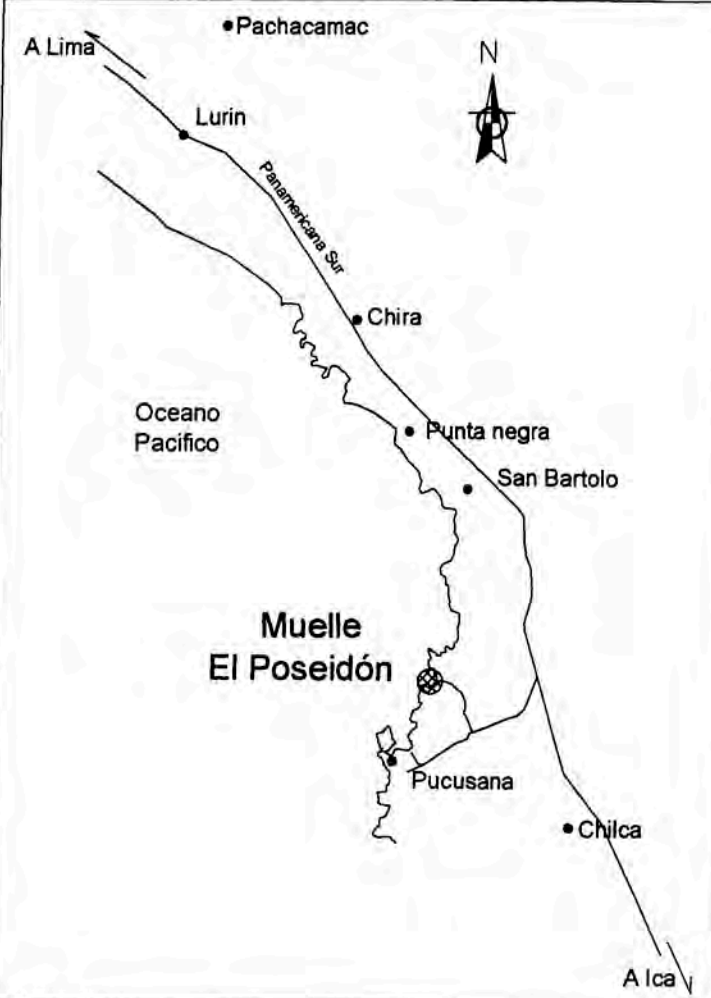 Pachacamac
A Lima
N
Lurin
Panamericana Sur
Chira
Oceano
Pacifico
Punta negra
San Bartolo
Muelle
El Poseidón
Pucusana
Chilca
A Ica